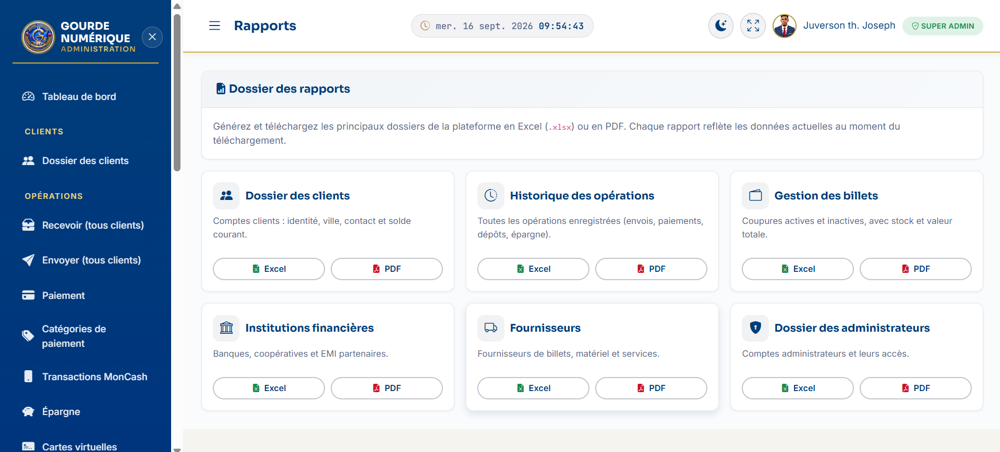 GOURDE
NUMÉRIQUE
ADMINISTRATION
Tableau de bord
CLIENTS
Dossier des clients
OPÉRATIONS
Recevoir (tous clients)
Envoyer (tous clients)
Paiement
Catégories de
paiement
Transactions MonCash
Épargne
Cartes virtuelles
Rapports
mer. 16 sept. 2026 09:54:43
Juverson th. Joseph
SUPER ADMIN
Dossier des rapports
Générez et téléchargez les principaux dossiers de la plateforme en Excel (.xlsx) ou en PDF. Chaque rapport reflète les données actuelles au moment du
téléchargement.
Dossier des clients
Comptes clients : identité, ville, contact et solde
courant.
Excel
PDF
Historique des opérations
Toutes les opérations enregistrées (envois, paiements,
dépôts, épargne).
Excel
PDF
Gestion des billets
Coupures actives et inactives, avec stock et valeur
totale.
Excel
PDF
Institutions financières
Banques, coopératives et EMI partenaires.
Excel
PDF
Fournisseurs
Fournisseurs de billets, matériel et services.
Excel
PDF
Dossier des administrateurs
Comptes administrateurs et leurs accès.
Excel
PDF